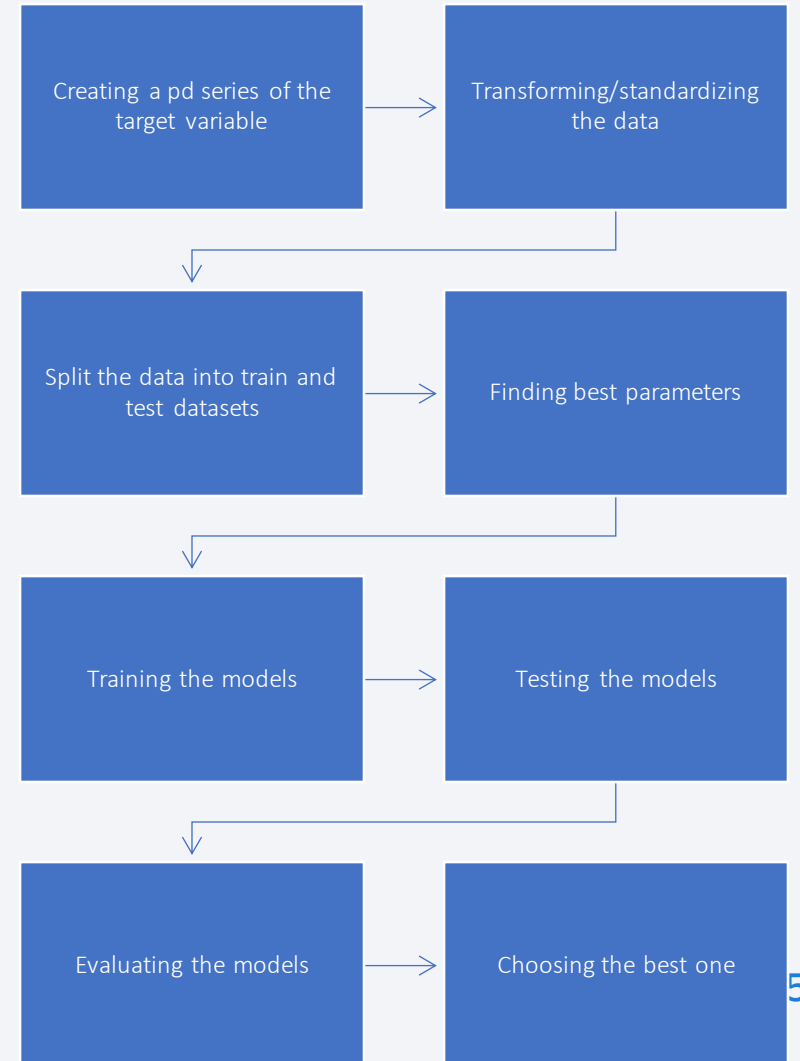 Creating a pd series of the
target variable
Transforming/standardizing
the data
Split the data into train and
test datasets
Finding best parameters
Training the models
Testing the models
Evaluating the models
Choosing the best one
5